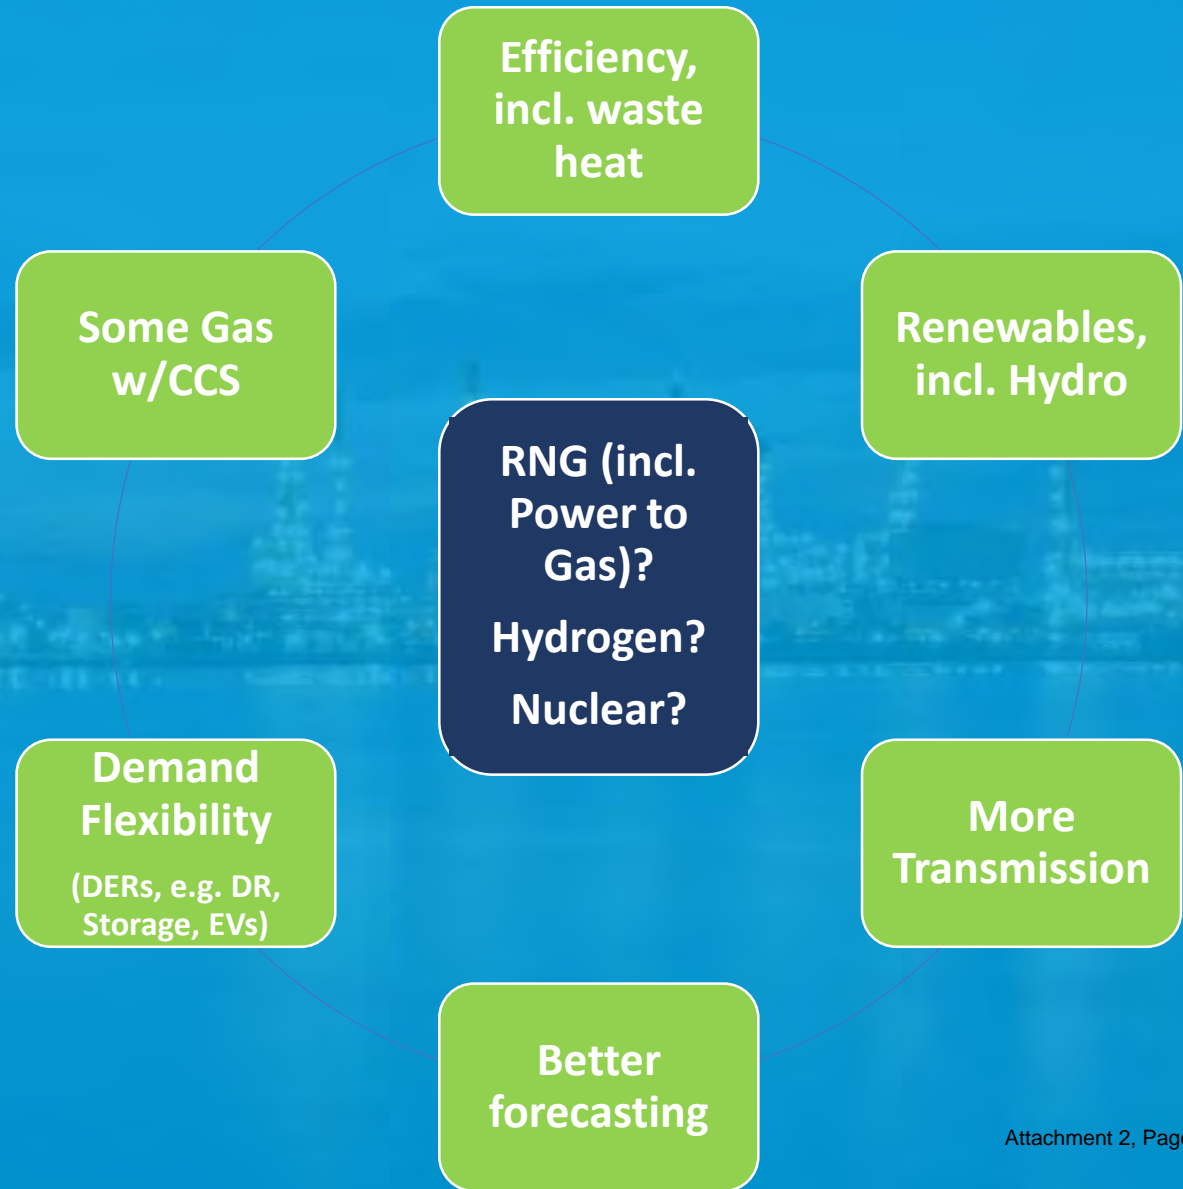 Efficiency,
incl. waste
heat
Some Gas
w/CCS
Renewables,
incl. Hydro
RNG (incl.
Power to
Gas)?
Hydrogen?
Nuclear?
Demand
Flexibility
(DERs, e.g. DR,
Storage, EVs)
More
Transmission
Better
forecasting
Attachment 2, Page